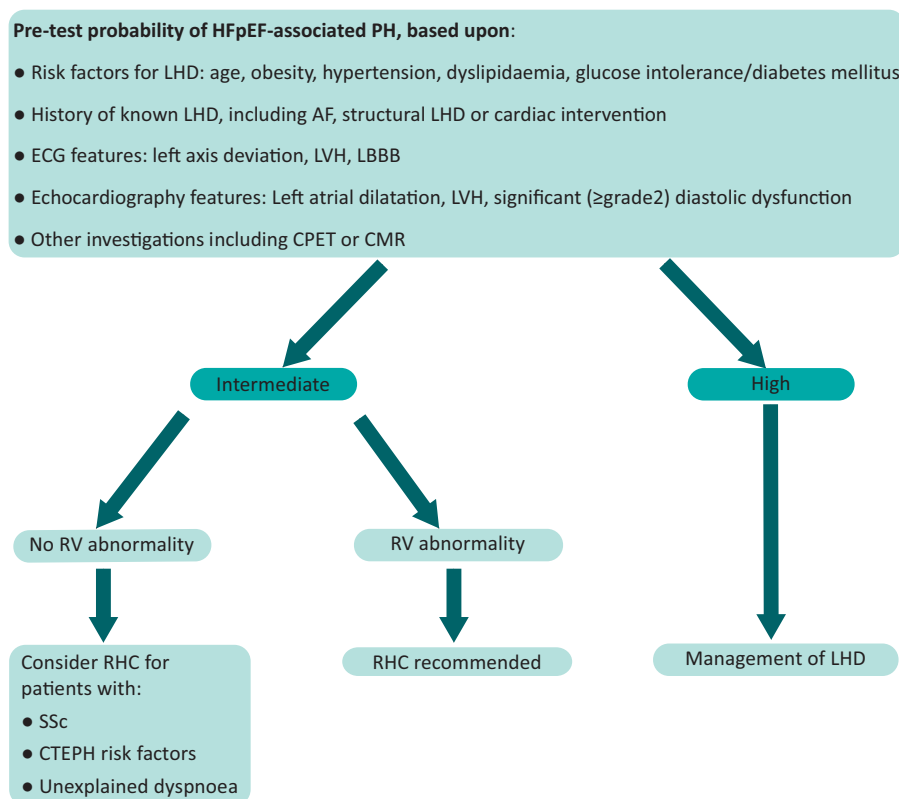 Pre-test probability of HFpEF-associated PH, based upon:
● Risk factors for LHD: age, obesity, hypertension, dyslipidaemia, glucose intolerance/diabetes mellitus
● History of known LHD, including AF, structural LHD or cardiac intervention
● ECG features: left axis deviation, LVH, LBBB
● Echocardiography features: Left atrial dilatation, LVH, significant (≥grade2) diastolic dysfunction
● Other investigations including CPET or CMR
Intermediate
High
No RV abnormality
RV abnormality
Consider RHC for
patients with:
● SSc
● CTEPH risk factors
● Unexplained dyspnoea
RHC recommended
Management of LHD